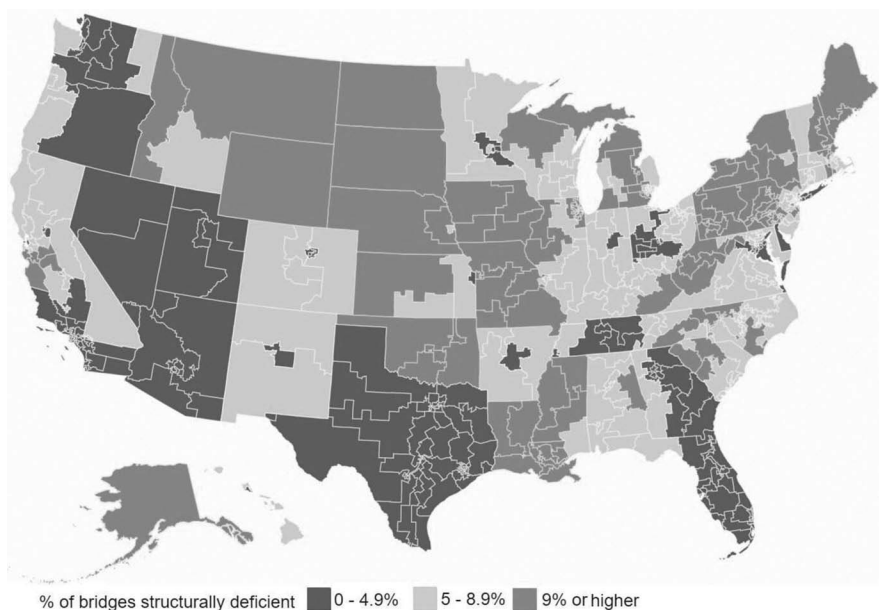 % of bridges structurally deficient 0 - 4.9% 5 - 8.9% 9% or higher